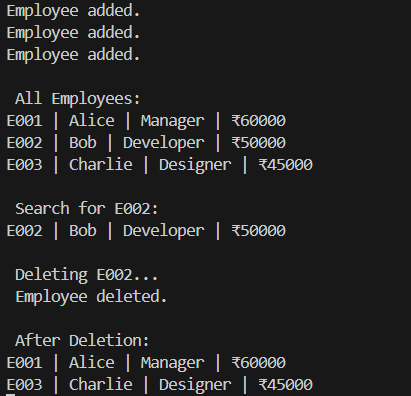 Employee added.
Employee added.
Employee added.
All Employees:
E001 | Alice | Manager | ₹60000
E002 | Bob | Developer | ₹50000
E003 | Charlie | Designer | ₹45000
Search for E002:
E002 | Bob | Developer | ₹50000
Deleting E002...
Employee deleted.
After Deletion:
E001 | Alice | Manager | ₹60000
E003 | Charlie | Designer | ₹45000